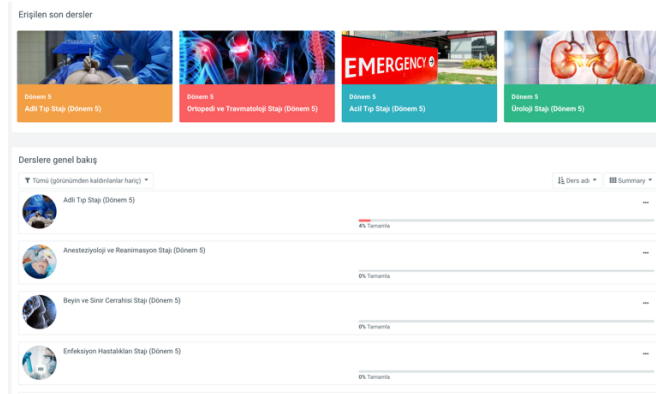 Erişilen son dersler
EMERGENCY
Dönem 5
Adli Tıp Stajı (Dönem 5)
Dönem 5
Ortopedi ve Travmatoloji Stajı (Dönem 5)
Dönem 5
Acil Tıp Stajı (Dönem 5)
Dönem 5
Üroloji Stajı (Dönem 5)
Derslere genel bakış
Tümü (görünümden kaldırılanlar hariç)
Ders adı
Summary
Adli Tıp Stajı (Dönem 5)
4% Tamamla
Anesteziyoloji ve Reanimasyon Stajı (Dönem 5)
0% Tamamla
Beyin ve Sinir Cerrahisi Stajı (Dönem 5)
0% Tamamla
Enfeksiyon Hastalıkları Stajı (Dönem 5)
0% Tamamla